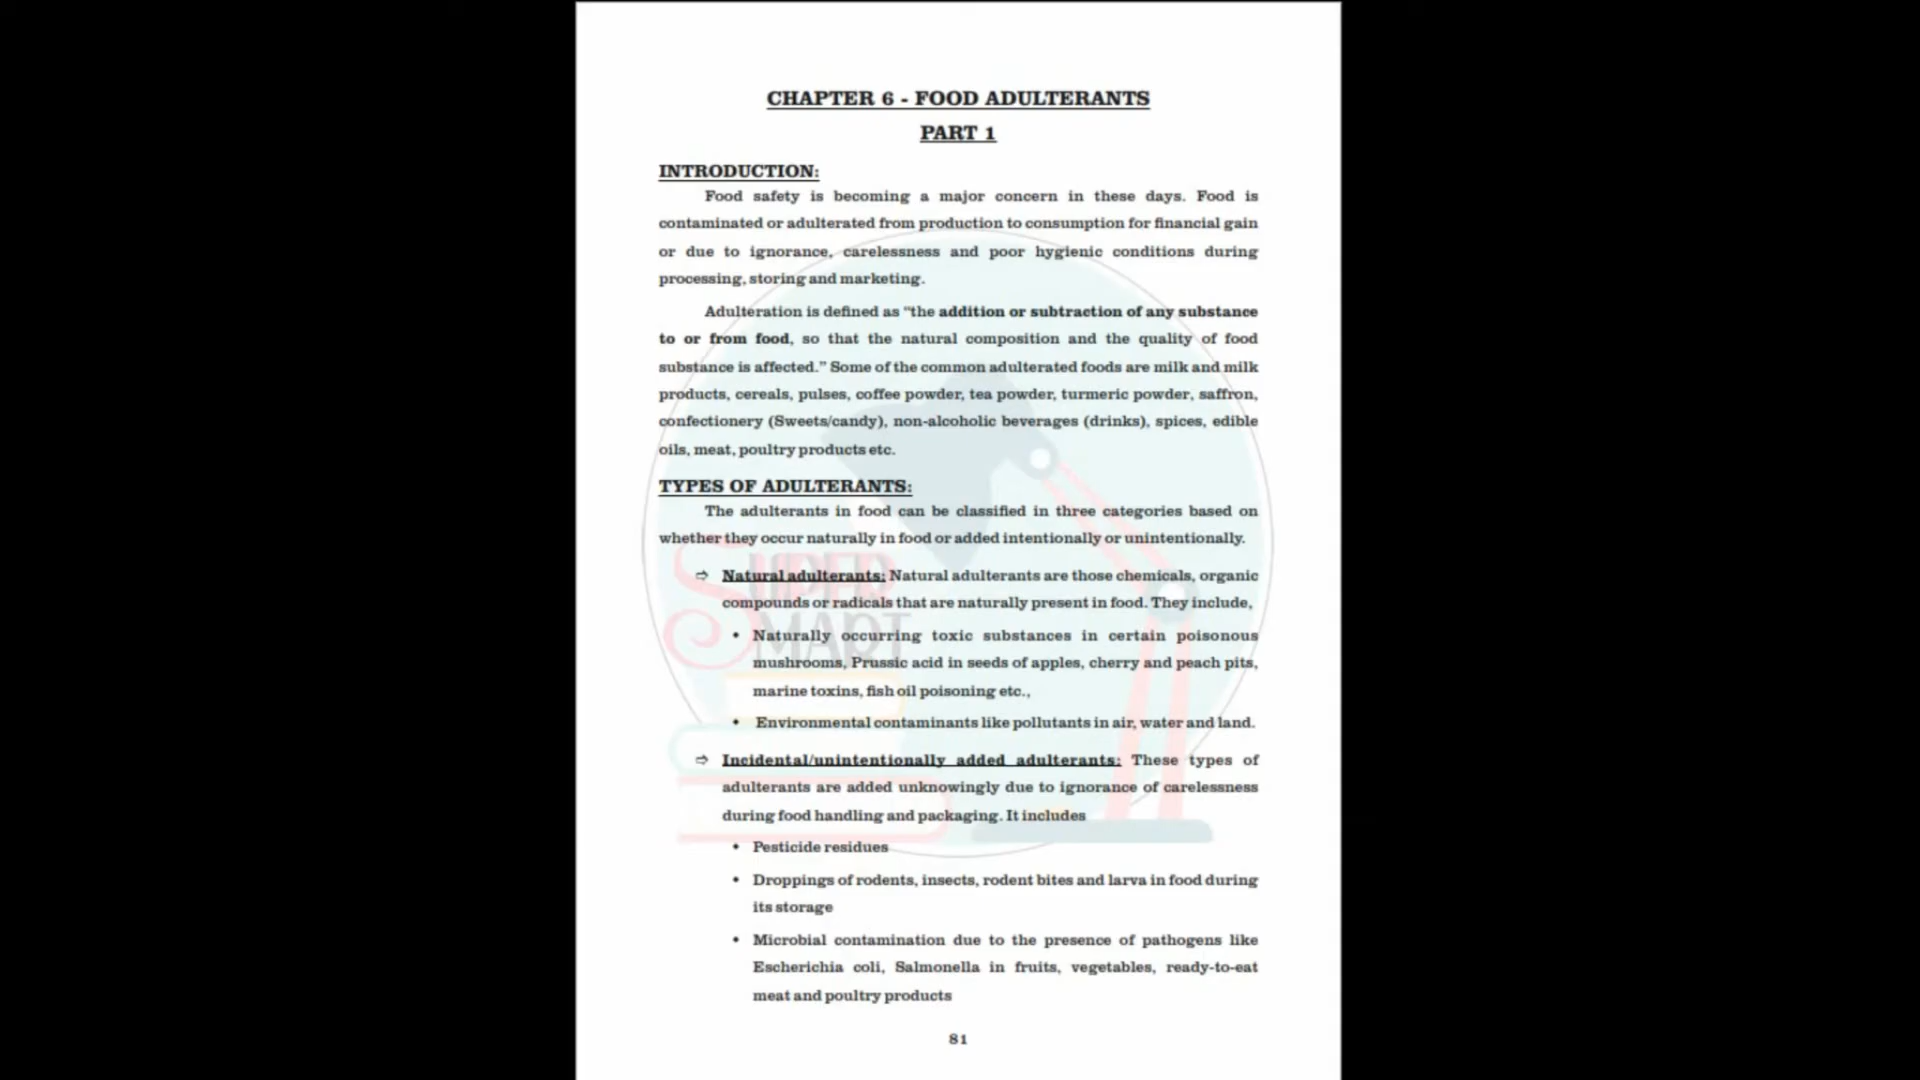 CHAPTER 6 - FOOD ADULTERANTS
PART 1
INTRODUCTION:
Food safety is becoming a major concern in these days. Food is
contaminated or adulterated from production to consumption for financial gain
or due to ignorance, carelessness and poor hygienic conditions during
processing, storing and marketing.
Adulteration is defined as "the addition or subtraction of any substance
to or from food, so that the natural composition and the quality of food
substance is affected." Some of the common adulterated foods are milk and milk
products, cereals, pulses, coffee powder, tea powder, turmeric powder, saffron,
confectionery (Sweets/candy), non-alcoholic beverages (drinks), spices, edible
oils, meat, poultry products etc.
TYPES OF ADULTERANTS:
The adulterants in food can be classified in three categories based on
whether they occur naturally in food or added intentionally or unintentionally.
⇨ Natural adulterants: Natural adulterants are those chemicals, organic
compounds or radicals that are naturally present in food. They include,
• Naturally occurring toxic substances in certain poisonous
mushrooms, Prussic acid in seeds of apples, cherry and peach pits,
marine toxins, fish oil poisoning etc.,
• Environmental contaminants like pollutants in air, water and land.
⇨ Incidental/unintentionally added adulterants: These types of
adulterants are added unknowingly due to ignorance of carelessness
during food handling and packaging. It includes
• Pesticide residues
• Droppings of rodents, insects, rodent bites and larva in food during
its storage
• Microbial contamination due to the presence of pathogens like
Escherichia coli, Salmonella in fruits, vegetables, ready-to-eat
meat and poultry products
81
SUPER
SMART